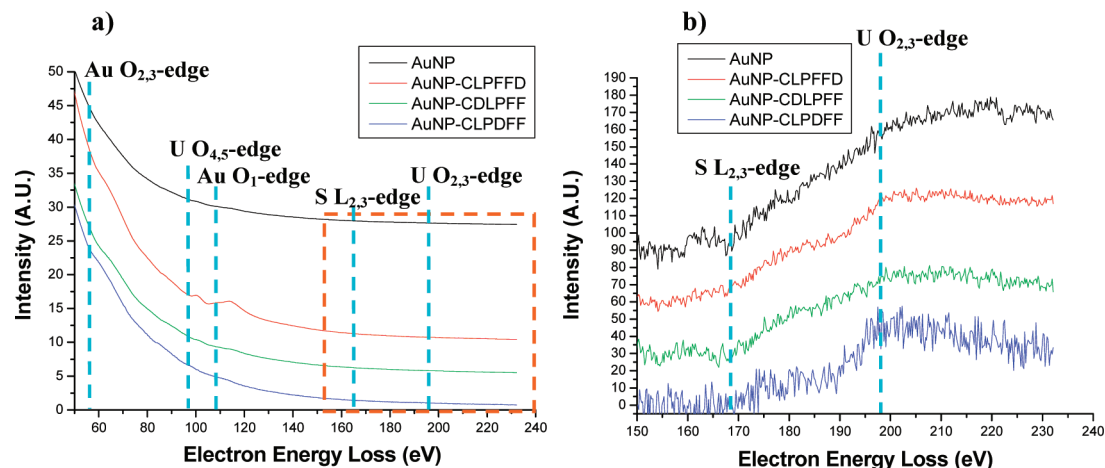 a)
Au O2,3-edge
U O4,5-edge
Au O1-edge
S L2,3-edge
U O2,3-edge
AuNP
AuNP-CLPFFD
AuNP-CDLPFF
AuNP-CLPDFF
Intensity (A.U.)
50
45
40
35
30
25
20
15
10
5
0
60 80 100 120 140 160 180 200 220 240
Electron Energy Loss (eV)
b)
U O2,3-edge
AuNP
AuNP-CLPFFD
AuNP-CDLPFF
AuNP-CLPDFF
S L2,3-edge
Intensity (A.U.)
190
180
170
160
150
140
130
120
110
100
90
80
70
60
50
40
30
20
10
0
150 160 170 180 190 200 210 220 230 240
Electron Energy Loss (eV)